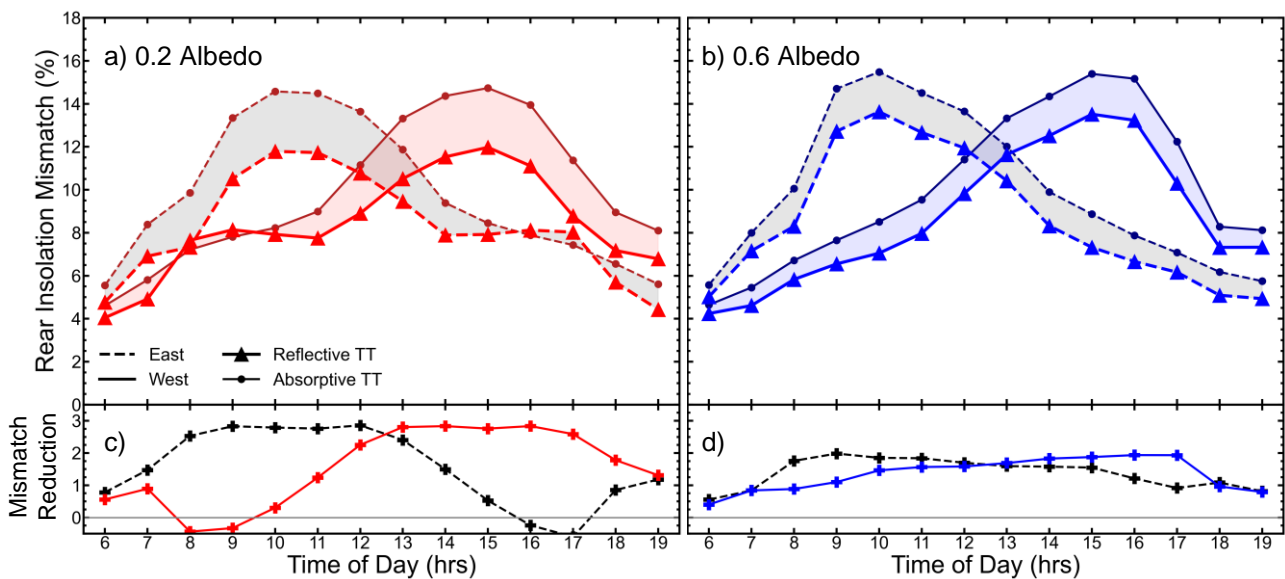 a) 0.2 Albedo
b) 0.6 Albedo
Rear Insolation Mismatch (%)
18
16
14
12
10
8
6
4
2
0
East
West
Reflective TT
Absorptive TT
c)
d)
Mismatch
Reduction
3
2
1
0
6 7 8 9 10 11 12 13 14 15 16 17 18 19
6 7 8 9 10 11 12 13 14 15 16 17 18 19
Time of Day (hrs)
Time of Day (hrs)